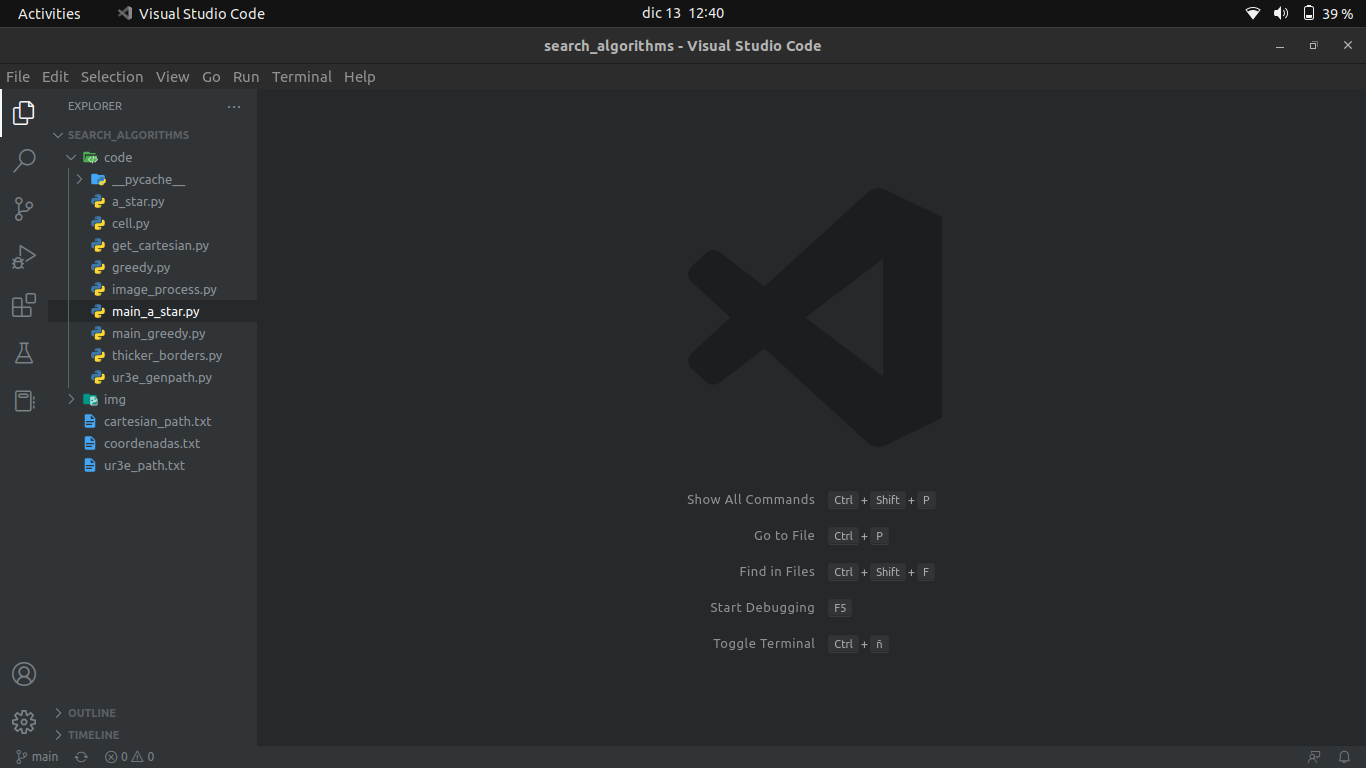 Activities Visual Studio Code dic 13 12:40 39 %
search_algorithms - Visual Studio Code
File Edit Selection View Go Run Terminal Help
EXPLORER
SEARCH_ALGORITHMS
code
__pycache__
a_star.py
cell.py
get_cartesian.py
greedy.py
image_process.py
main_a_star.py
main_greedy.py
thicker_borders.py
ur3e_genpath.py
img
cartesian_path.txt
coordenadas.txt
ur3e_path.txt
Show All Commands Ctrl + Shift + P
Go to File Ctrl + P
Find in Files Ctrl + Shift + F
Start Debugging F5
Toggle Terminal Ctrl + ñ
OUTLINE
TIMELINE
main 0 0